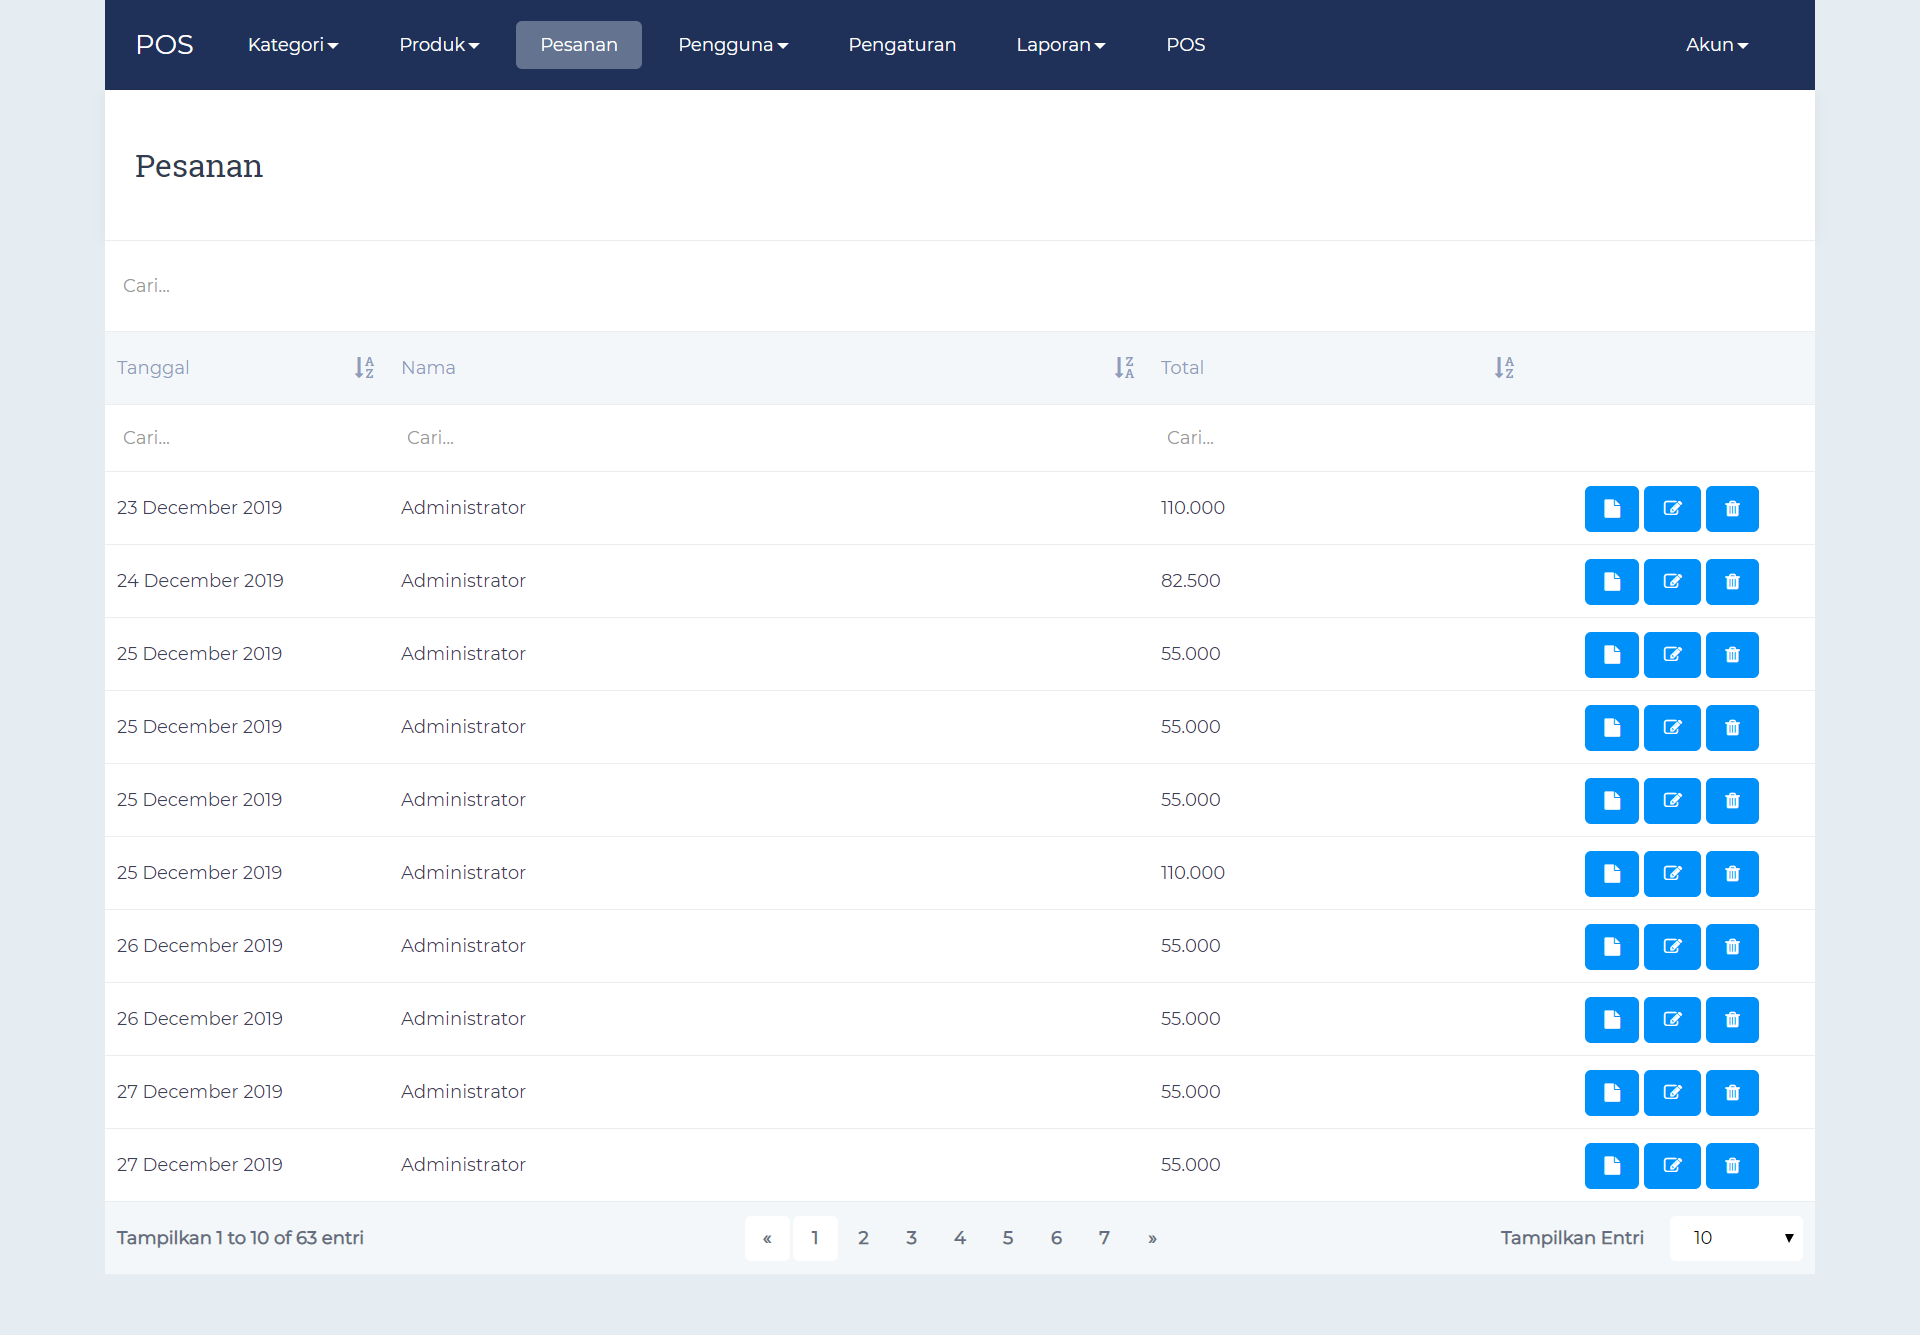 POS Kategori Produk Pesanan Pengguna Pengaturan Laporan POS Akun
Pesanan
Cari...
Tanggal Nama Total
Cari... Cari... Cari...
23 December 2019 Administrator 110.000
24 December 2019 Administrator 82.500
25 December 2019 Administrator 55.000
25 December 2019 Administrator 55.000
25 December 2019 Administrator 55.000
25 December 2019 Administrator 110.000
26 December 2019 Administrator 55.000
26 December 2019 Administrator 55.000
27 December 2019 Administrator 55.000
27 December 2019 Administrator 55.000
Tampilkan 1 to 10 of 63 entri « 1 2 3 4 5 6 7 » Tampilkan Entri 10